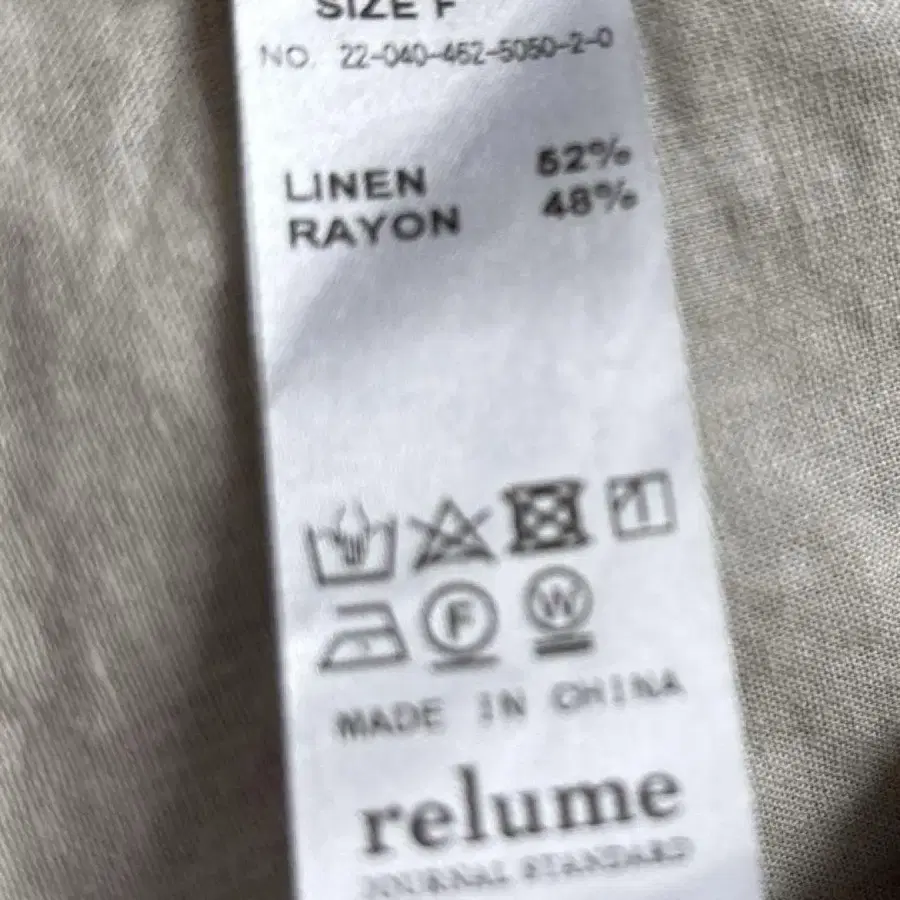 SIZE F
NO. 22-040-462-5050-2-0
LINEN 52%
RAYON 48%
F W
MADE IN CHINA
relume
JOURNAL STANDARD